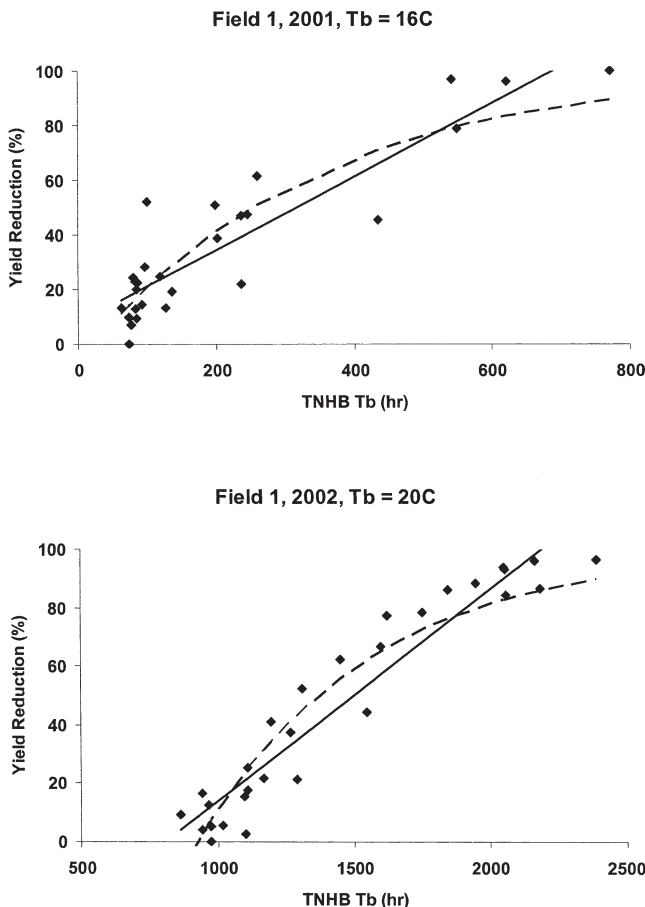 Field 1, 2001, Tb = 16C
Yield Reduction (%)
100
80
60
40
20
0
0 200 400 600 800
TNHB Tb (hr)
Field 1, 2002, Tb = 20C
Yield Reduction (%)
100
80
60
40
20
0
500 1000 1500 2000 2500
TNHB Tb (hr)